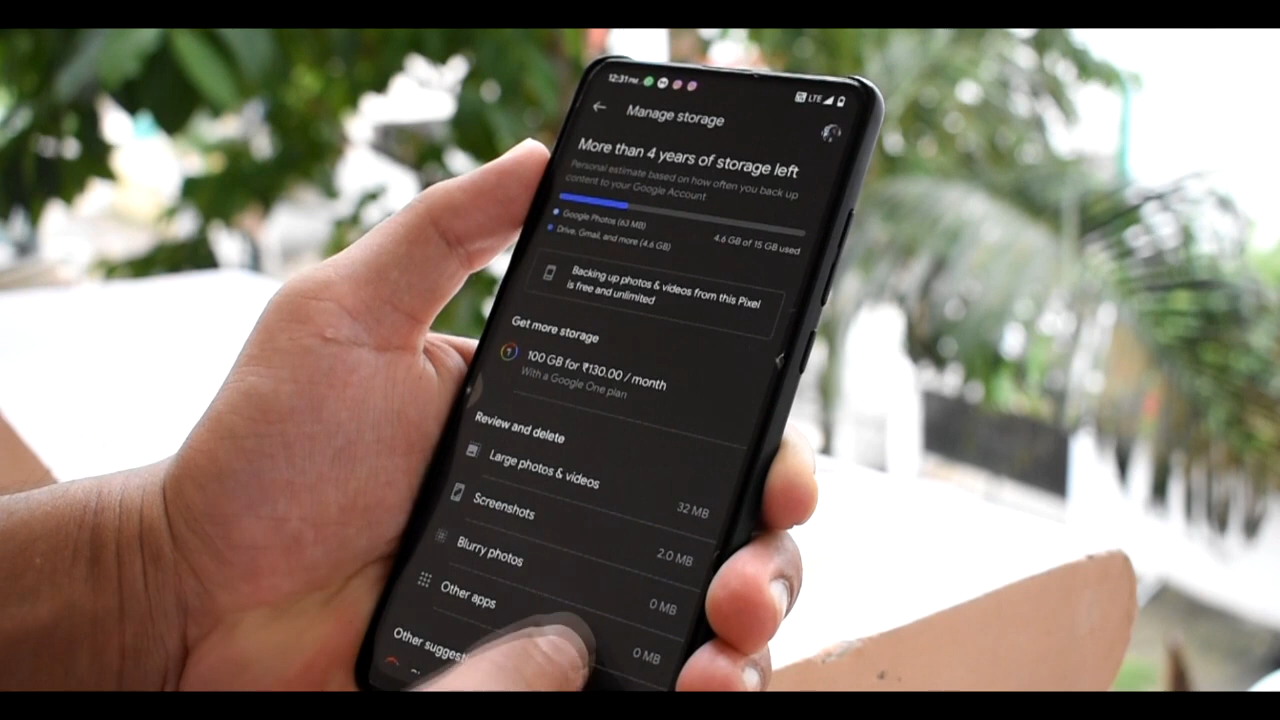 12:31 PM
LTE
Manage storage
More than 4 years of storage left
Personal estimate based on how often you back up
content to your Google Account
Google Photos (63 MB)
4.6 GB of 15 GB used
Drive, Gmail, and more (4.6 GB)
Backing up photos & videos from this Pixel
is free and unlimited
Get more storage
100 GB for ₹130.00 / month
With a Google One plan
Review and delete
Large photos & videos
32 MB
Screenshots
2.0 MB
Blurry photos
0 MB
Other apps
0 MB
Other